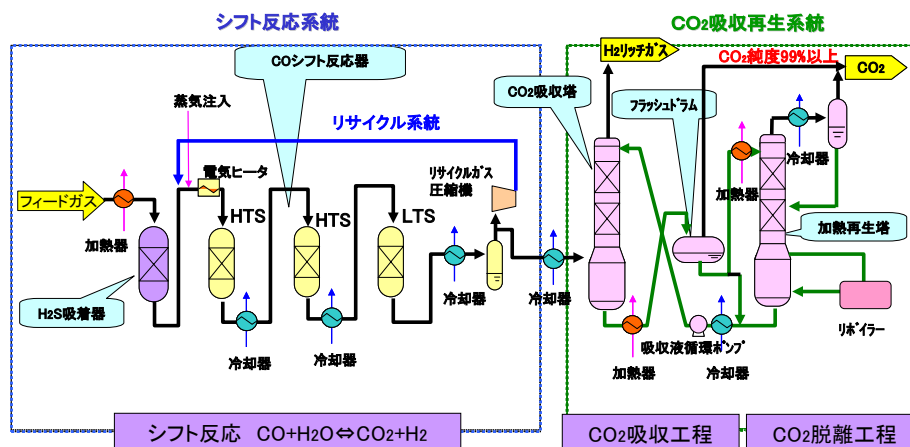 シフト反応系統
CO2吸収再生系統
H2リッチガス
CO2純度99%以上
CO2
COシフト反応器
CO2吸収塔
フラッシュドラム
蒸気注入
リサイクル系統
電気ヒータ
リサイクルガス
圧縮機
冷却器
加熱器
フィードガス
HTS
HTS
LTS
加熱器
加熱再生塔
H2S吸着器
冷却器
冷却器
冷却器
冷却器
リボイラー
吸収液循環ポンプ
加熱器
冷却器
シフト反応 CO+H2O⇔CO2+H2
CO2吸収工程
CO2脱離工程